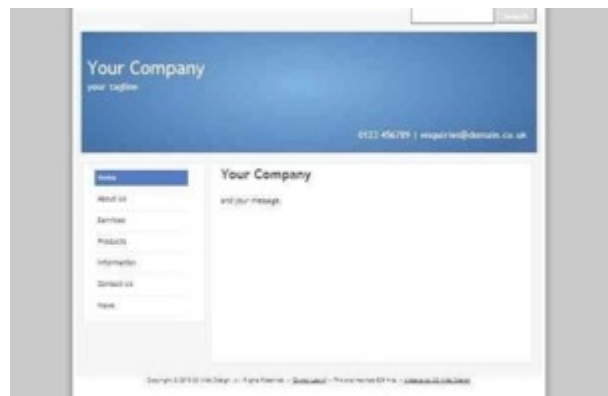 Search
Your Company
your tagline
0123 456789 | enquiries@domain.co.uk
Home
About Us
Services
Products
Information
Contact Us
News
Your Company
and your message.